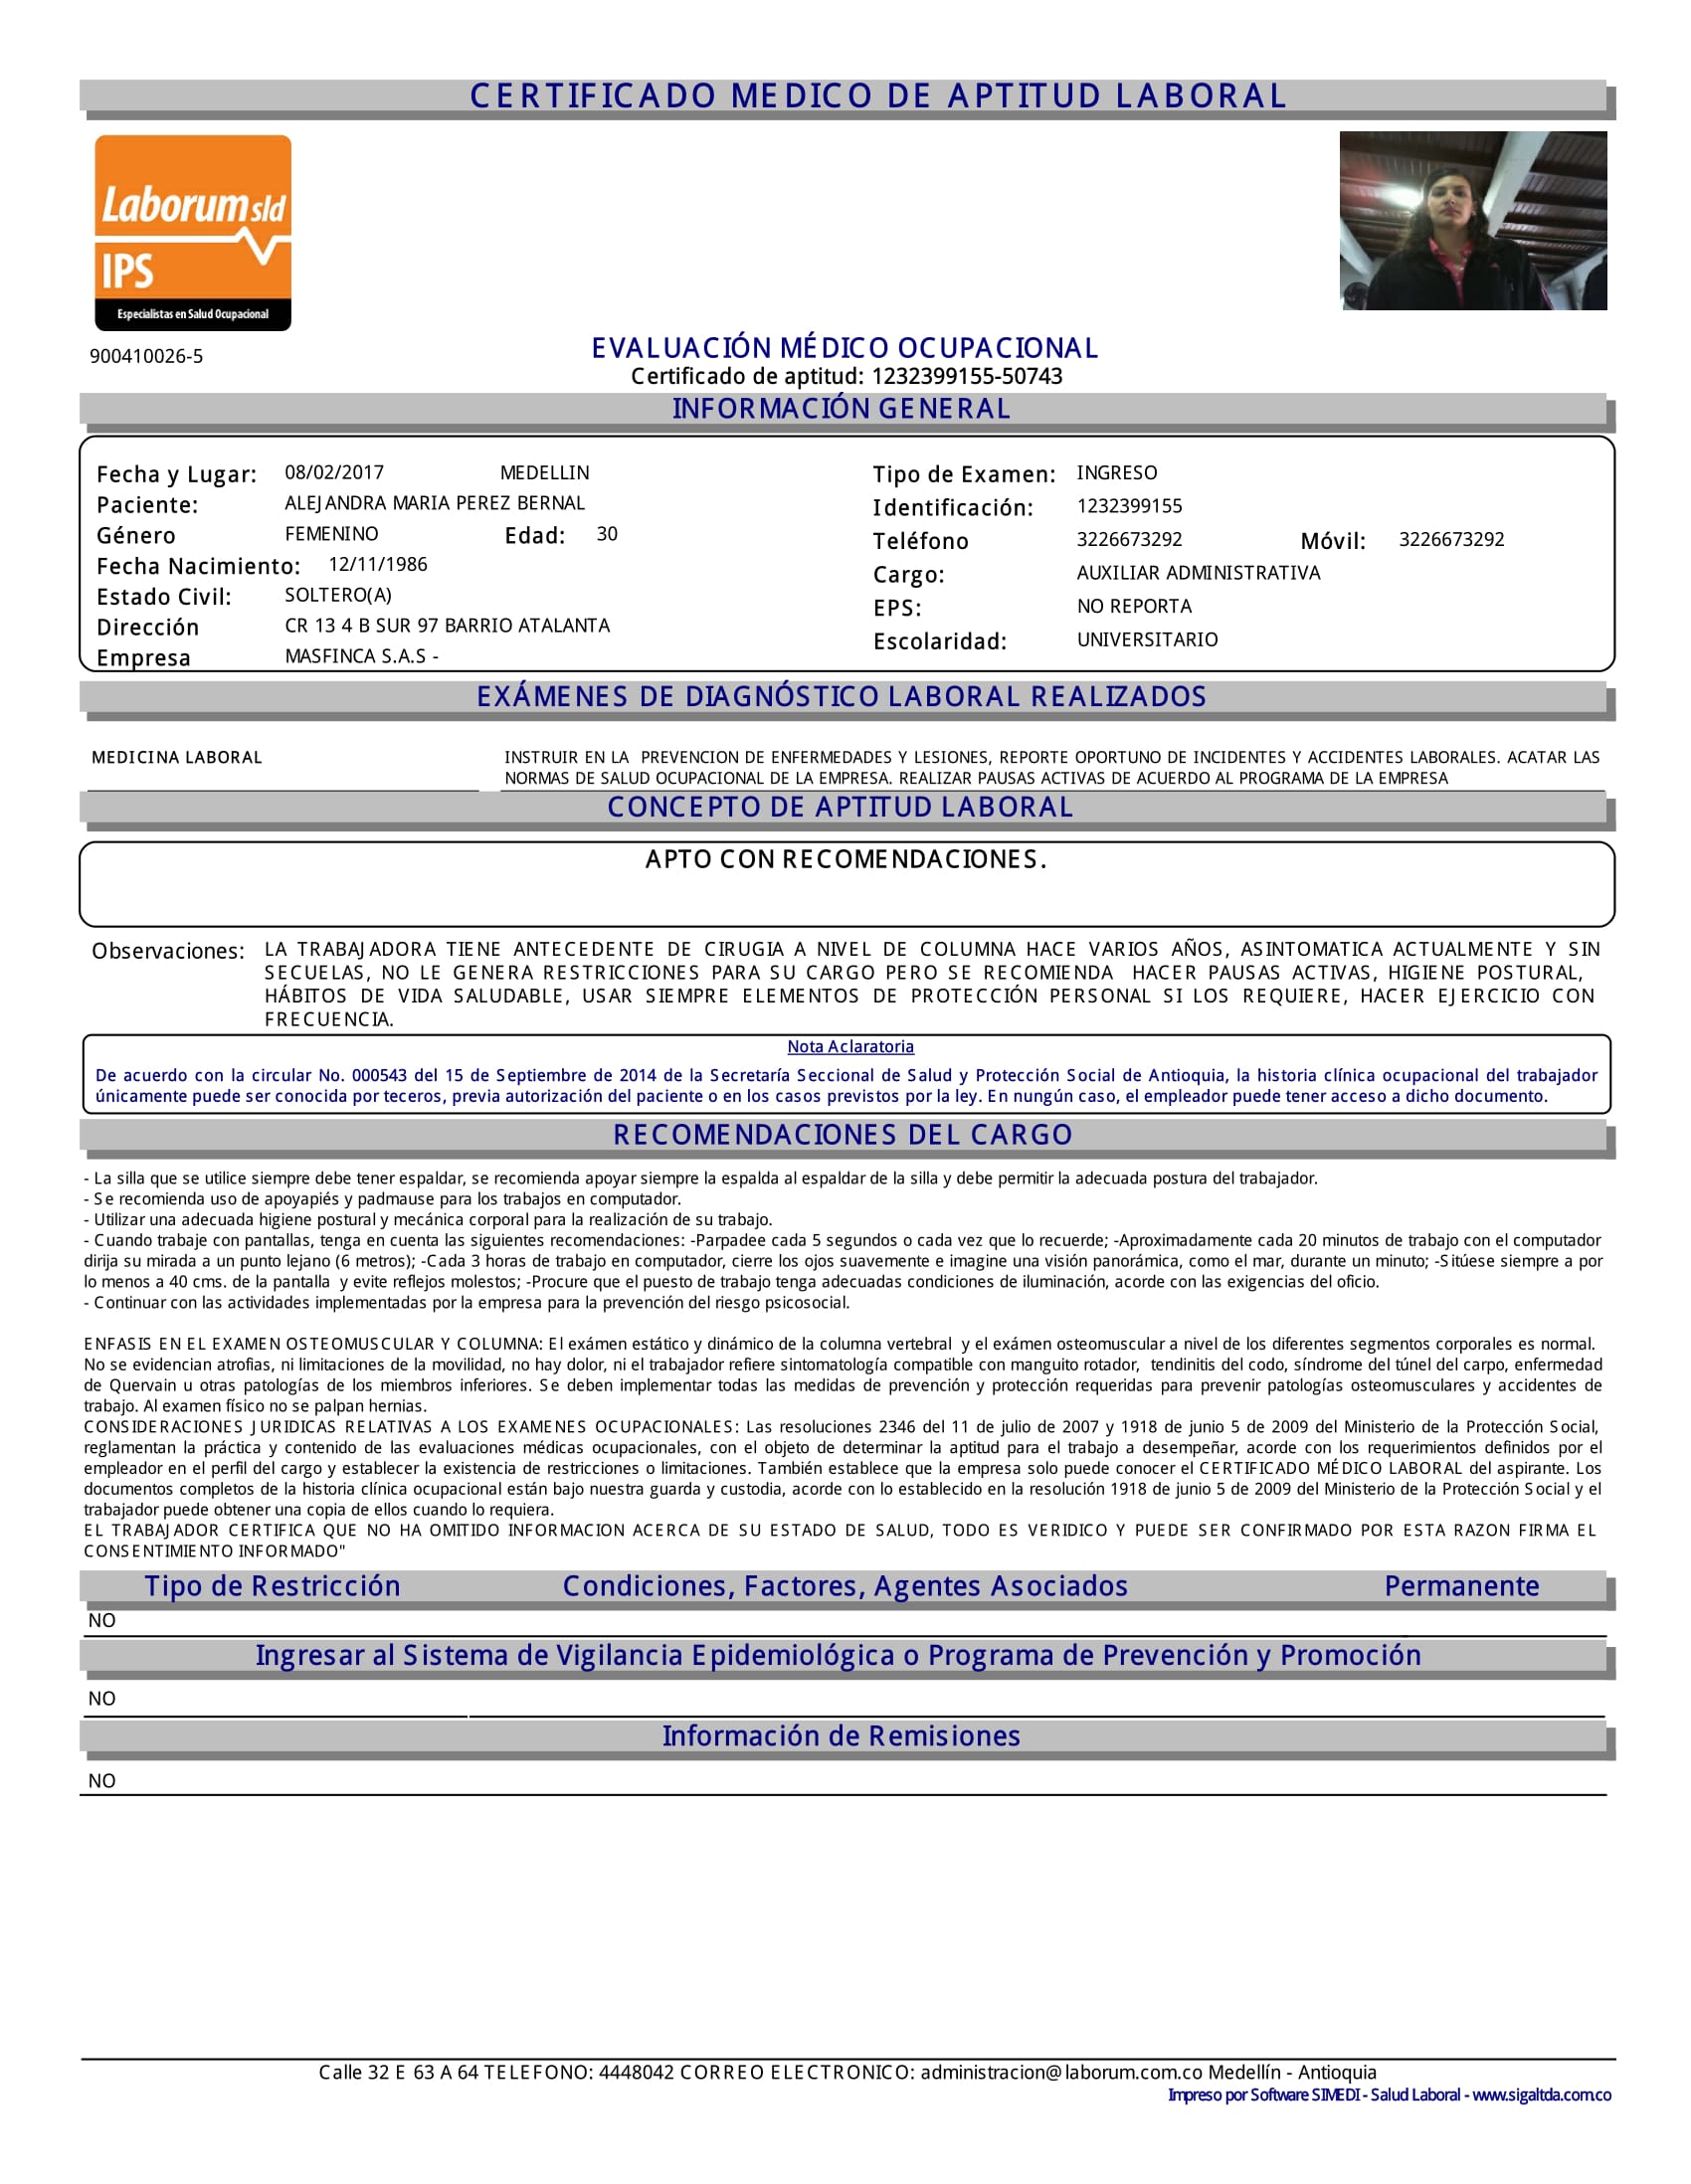 CERTIFICADO MEDICO DE APTITUD LABORAL
Laborum sld
IPS
Especialistas en Salud Ocupacional
900410026-5
EVALUACIÓN MÉDICO OCUPACIONAL
Certificado de aptitud: 1232399155-50743
INFORMACIÓN GENERAL
Fecha y Lugar: 08/02/2017 MEDELLIN
Paciente: ALEJANDRA MARIA PEREZ BERNAL
Género FEMENINO Edad: 30
Fecha Nacimiento: 12/11/1986
Estado Civil: SOLTERO(A)
Dirección CR 13 4 B SUR 97 BARRIO ATALANTA
Empresa MASFINCA S.A.S -
Tipo de Examen: INGRESO
Identificación: 1232399155
Teléfono 3226673292 Móvil: 3226673292
Cargo: AUXILIAR ADMINISTRATIVA
EPS: NO REPORTA
Escolaridad: UNIVERSITARIO
EXÁMENES DE DIAGNÓSTICO LABORAL REALIZADOS
MEDICINA LABORAL INSTRUIR EN LA PREVENCION DE ENFERMEDADES Y LESIONES, REPORTE OPORTUNO DE INCIDENTES Y ACCIDENTES LABORALES. ACATAR LAS
NORMAS DE SALUD OCUPACIONAL DE LA EMPRESA. REALIZAR PAUSAS ACTIVAS DE ACUERDO AL PROGRAMA DE LA EMPRESA
CONCEPTO DE APTITUD LABORAL
APTO CON RECOMENDACIONES.
Observaciones: LA TRABAJADORA TIENE ANTECEDENTE DE CIRUGIA A NIVEL DE COLUMNA HACE VARIOS AÑOS, ASINTOMATICA ACTUALMENTE Y SIN
SECUELAS, NO LE GENERA RESTRICCIONES PARA SU CARGO PERO SE RECOMIENDA HACER PAUSAS ACTIVAS, HIGIENE POSTURAL,
HÁBITOS DE VIDA SALUDABLE, USAR SIEMPRE ELEMENTOS DE PROTECCIÓN PERSONAL SI LOS REQUIERE, HACER EJERCICIO CON
FRECUENCIA.
Nota Aclaratoria
De acuerdo con la circular No. 000543 del 15 de Septiembre de 2014 de la Secretaría Seccional de Salud y Protección Social de Antioquia, la historia clínica ocupacional del trabajador
únicamente puede ser conocida por teceros, previa autorización del paciente o en los casos previstos por la ley. En nungún caso, el empleador puede tener acceso a dicho documento.
RECOMENDACIONES DEL CARGO
- La silla que se utilice siempre debe tener espaldar, se recomienda apoyar siempre la espalda al espaldar de la silla y debe permitir la adecuada postura del trabajador.
- Se recomienda uso de apoyapiés y padmause para los trabajos en computador.
- Utilizar una adecuada higiene postural y mecánica corporal para la realización de su trabajo.
- Cuando trabaje con pantallas, tenga en cuenta las siguientes recomendaciones: -Parpadee cada 5 segundos o cada vez que lo recuerde; -Aproximadamente cada 20 minutos de trabajo con el computador
dirija su mirada a un punto lejano (6 metros); -Cada 3 horas de trabajo en computador, cierre los ojos suavemente e imagine una visión panorámica, como el mar, durante un minuto; -Sitúese siempre a por
lo menos a 40 cms. de la pantalla y evite reflejos molestos; -Procure que el puesto de trabajo tenga adecuadas condiciones de iluminación, acorde con las exigencias del oficio.
- Continuar con las actividades implementadas por la empresa para la prevención del riesgo psicosocial.
ENFASIS EN EL EXAMEN OSTEOMUSCULAR Y COLUMNA: El exámen estático y dinámico de la columna vertebral y el exámen osteomuscular a nivel de los diferentes segmentos corporales es normal.
No se evidencian atrofias, ni limitaciones de la movilidad, no hay dolor, ni el trabajador refiere sintomatología compatible con manguito rotador, tendinitis del codo, síndrome del túnel del carpo, enfermedad
de Quervain u otras patologías de los miembros inferiores. Se deben implementar todas las medidas de prevención y protección requeridas para prevenir patologías osteomusculares y accidentes de
trabajo. Al examen físico no se palpan hernias.
CONSIDERACIONES JURIDICAS RELATIVAS A LOS EXAMENES OCUPACIONALES: Las resoluciones 2346 del 11 de julio de 2007 y 1918 de junio 5 de 2009 del Ministerio de la Protección Social,
reglamentan la práctica y contenido de las evaluaciones médicas ocupacionales, con el objeto de determinar la aptitud para el trabajo a desempeñar, acorde con los requerimientos definidos por el
empleador en el perfil del cargo y establecer la existencia de restricciones o limitaciones. También establece que la empresa solo puede conocer el CERTIFICADO MÉDICO LABORAL del aspirante. Los
documentos completos de la historia clínica ocupacional están bajo nuestra guarda y custodia, acorde con lo establecido en la resolución 1918 de junio 5 de 2009 del Ministerio de la Protección Social y el
trabajador puede obtener una copia de ellos cuando lo requiera.
EL TRABAJADOR CERTIFICA QUE NO HA OMITIDO INFORMACION ACERCA DE SU ESTADO DE SALUD, TODO ES VERIDICO Y PUEDE SER CONFIRMADO POR ESTA RAZON FIRMA EL
CONSENTIMIENTO INFORMADO"
Tipo de Restricción Condiciones, Factores, Agentes Asociados Permanente
NO
Ingresar al Sistema de Vigilancia Epidemiológica o Programa de Prevención y Promoción
NO
Información de Remisiones
NO
Calle 32 E 63 A 64 TELEFONO: 4448042 CORREO ELECTRONICO: administracion@laborum.com.co Medellín - Antioquia
Impreso por Software SIMEDI - Salud Laboral - www.sigaltda.com.co